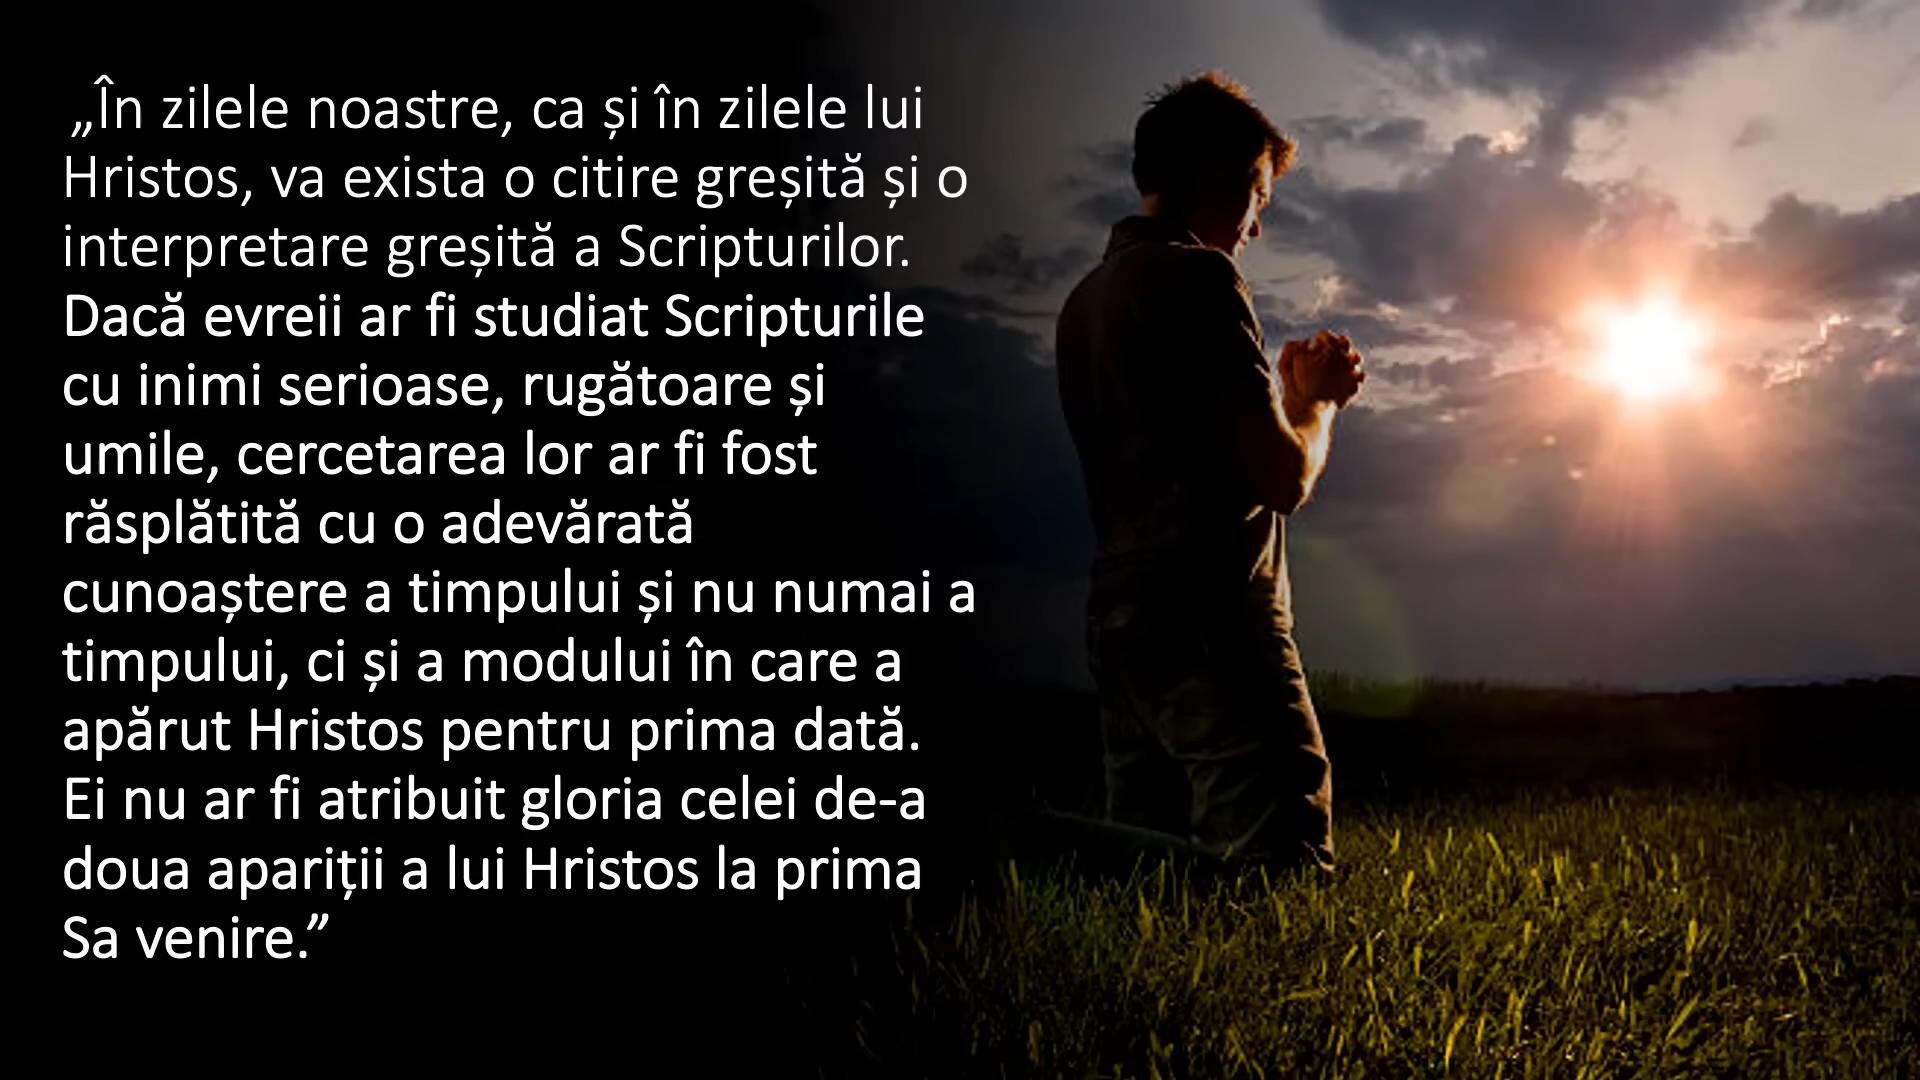 „În zilele noastre, ca și în zilele lui
Hristos, va exista o citire greșită și o
interpretare greșită a Scripturilor.
Dacă evreii ar fi studiat Scripturile
cu inimi serioase, rugătoare și
umile, cercetarea lor ar fi fost
răsplătită cu o adevărată
cunoaștere a timpului și nu numai a
timpului, ci și a modului în care a
apărut Hristos pentru prima dată.
Ei nu ar fi atribuit gloria celei de-a
doua apariții a lui Hristos la prima
Sa venire.”